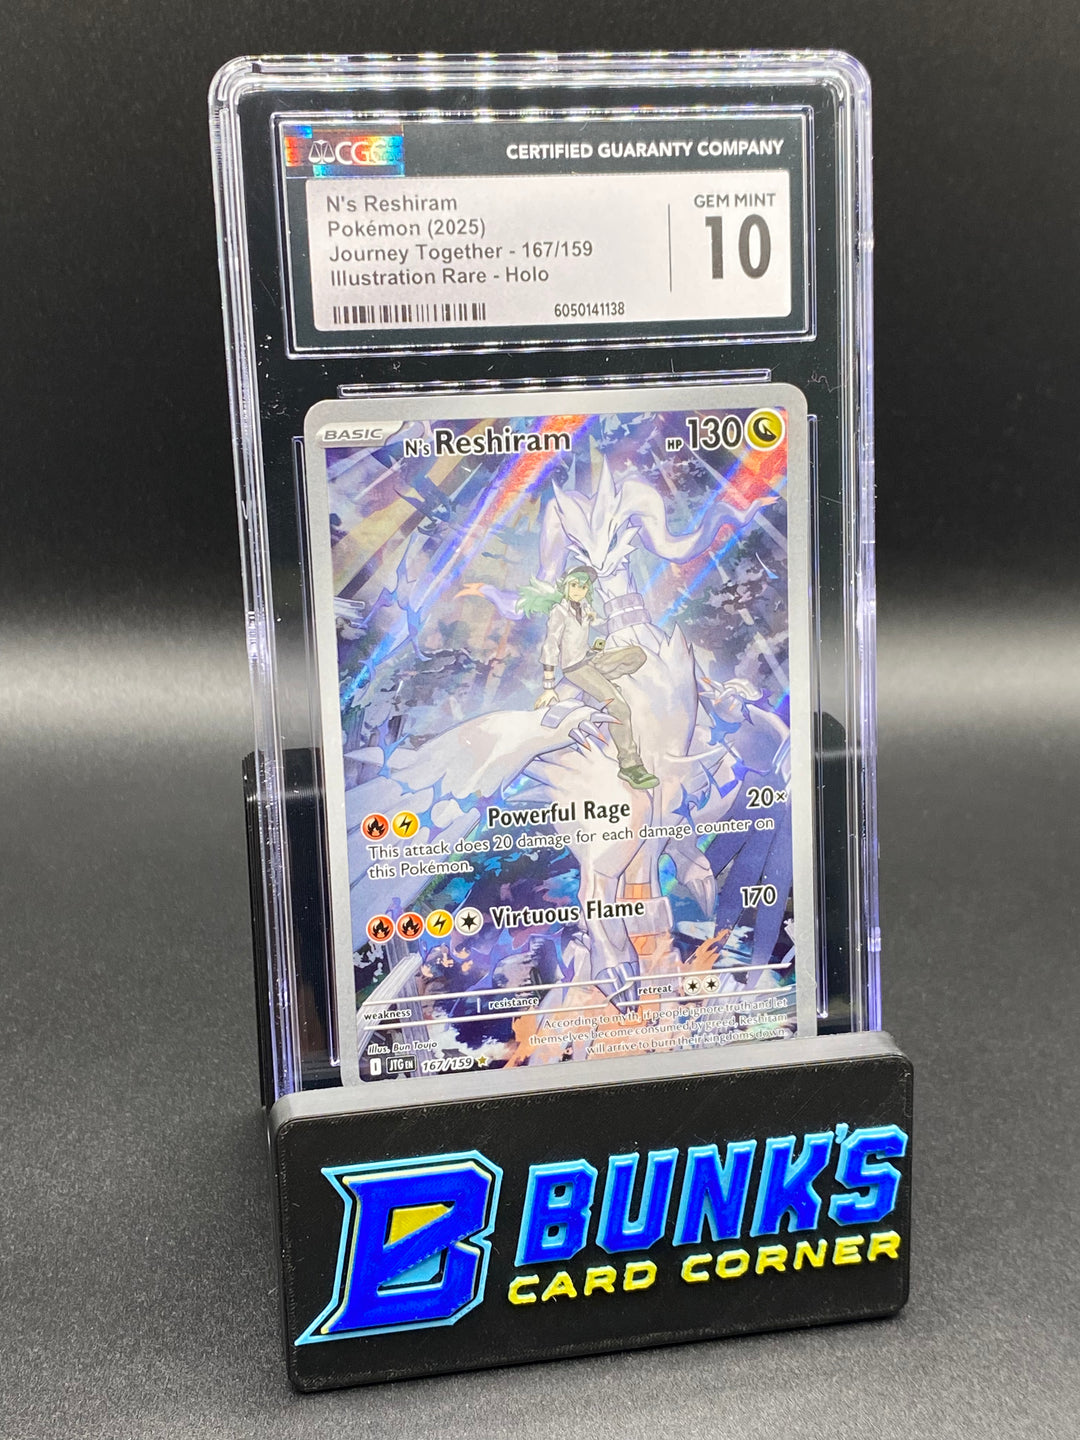 CGC
CERTIFIED GUARANTY COMPANY
N's Reshiram
Pokémon (2025)
Journey Together - 167/159
Illustration Rare - Holo
GEM MINT
10
6050141138
BASIC
N's Reshiram
HP 130
Powerful Rage 20×
This attack does 20 damage for each damage counter on
this Pokémon.
Virtuous Flame 170
weakness
resistance
retreat
According to myth, if people ignore truth and let
themselves become consumed by greed, Reshiram
will arrive to burn their kingdoms down.
Illus. Bun Toujo
I JTG EN 167/159
B BUNK'S
CARD CORNER